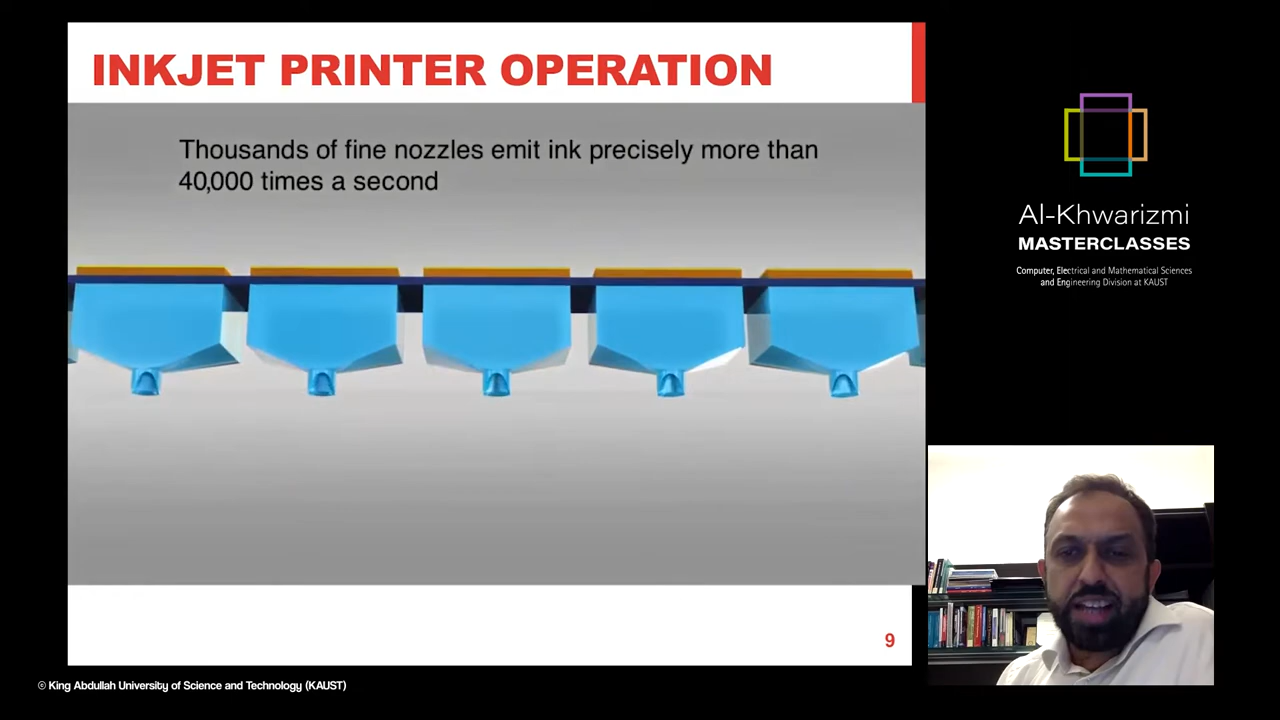 INKJET PRINTER OPERATION
Thousands of fine nozzles emit ink precisely more than
40,000 times a second
9
Al-Khwarizmi
MASTERCLASSES
Computer, Electrical and Mathematical Sciences
and Engineering Division at KAUST
© King Abdullah University of Science and Technology (KAUST)